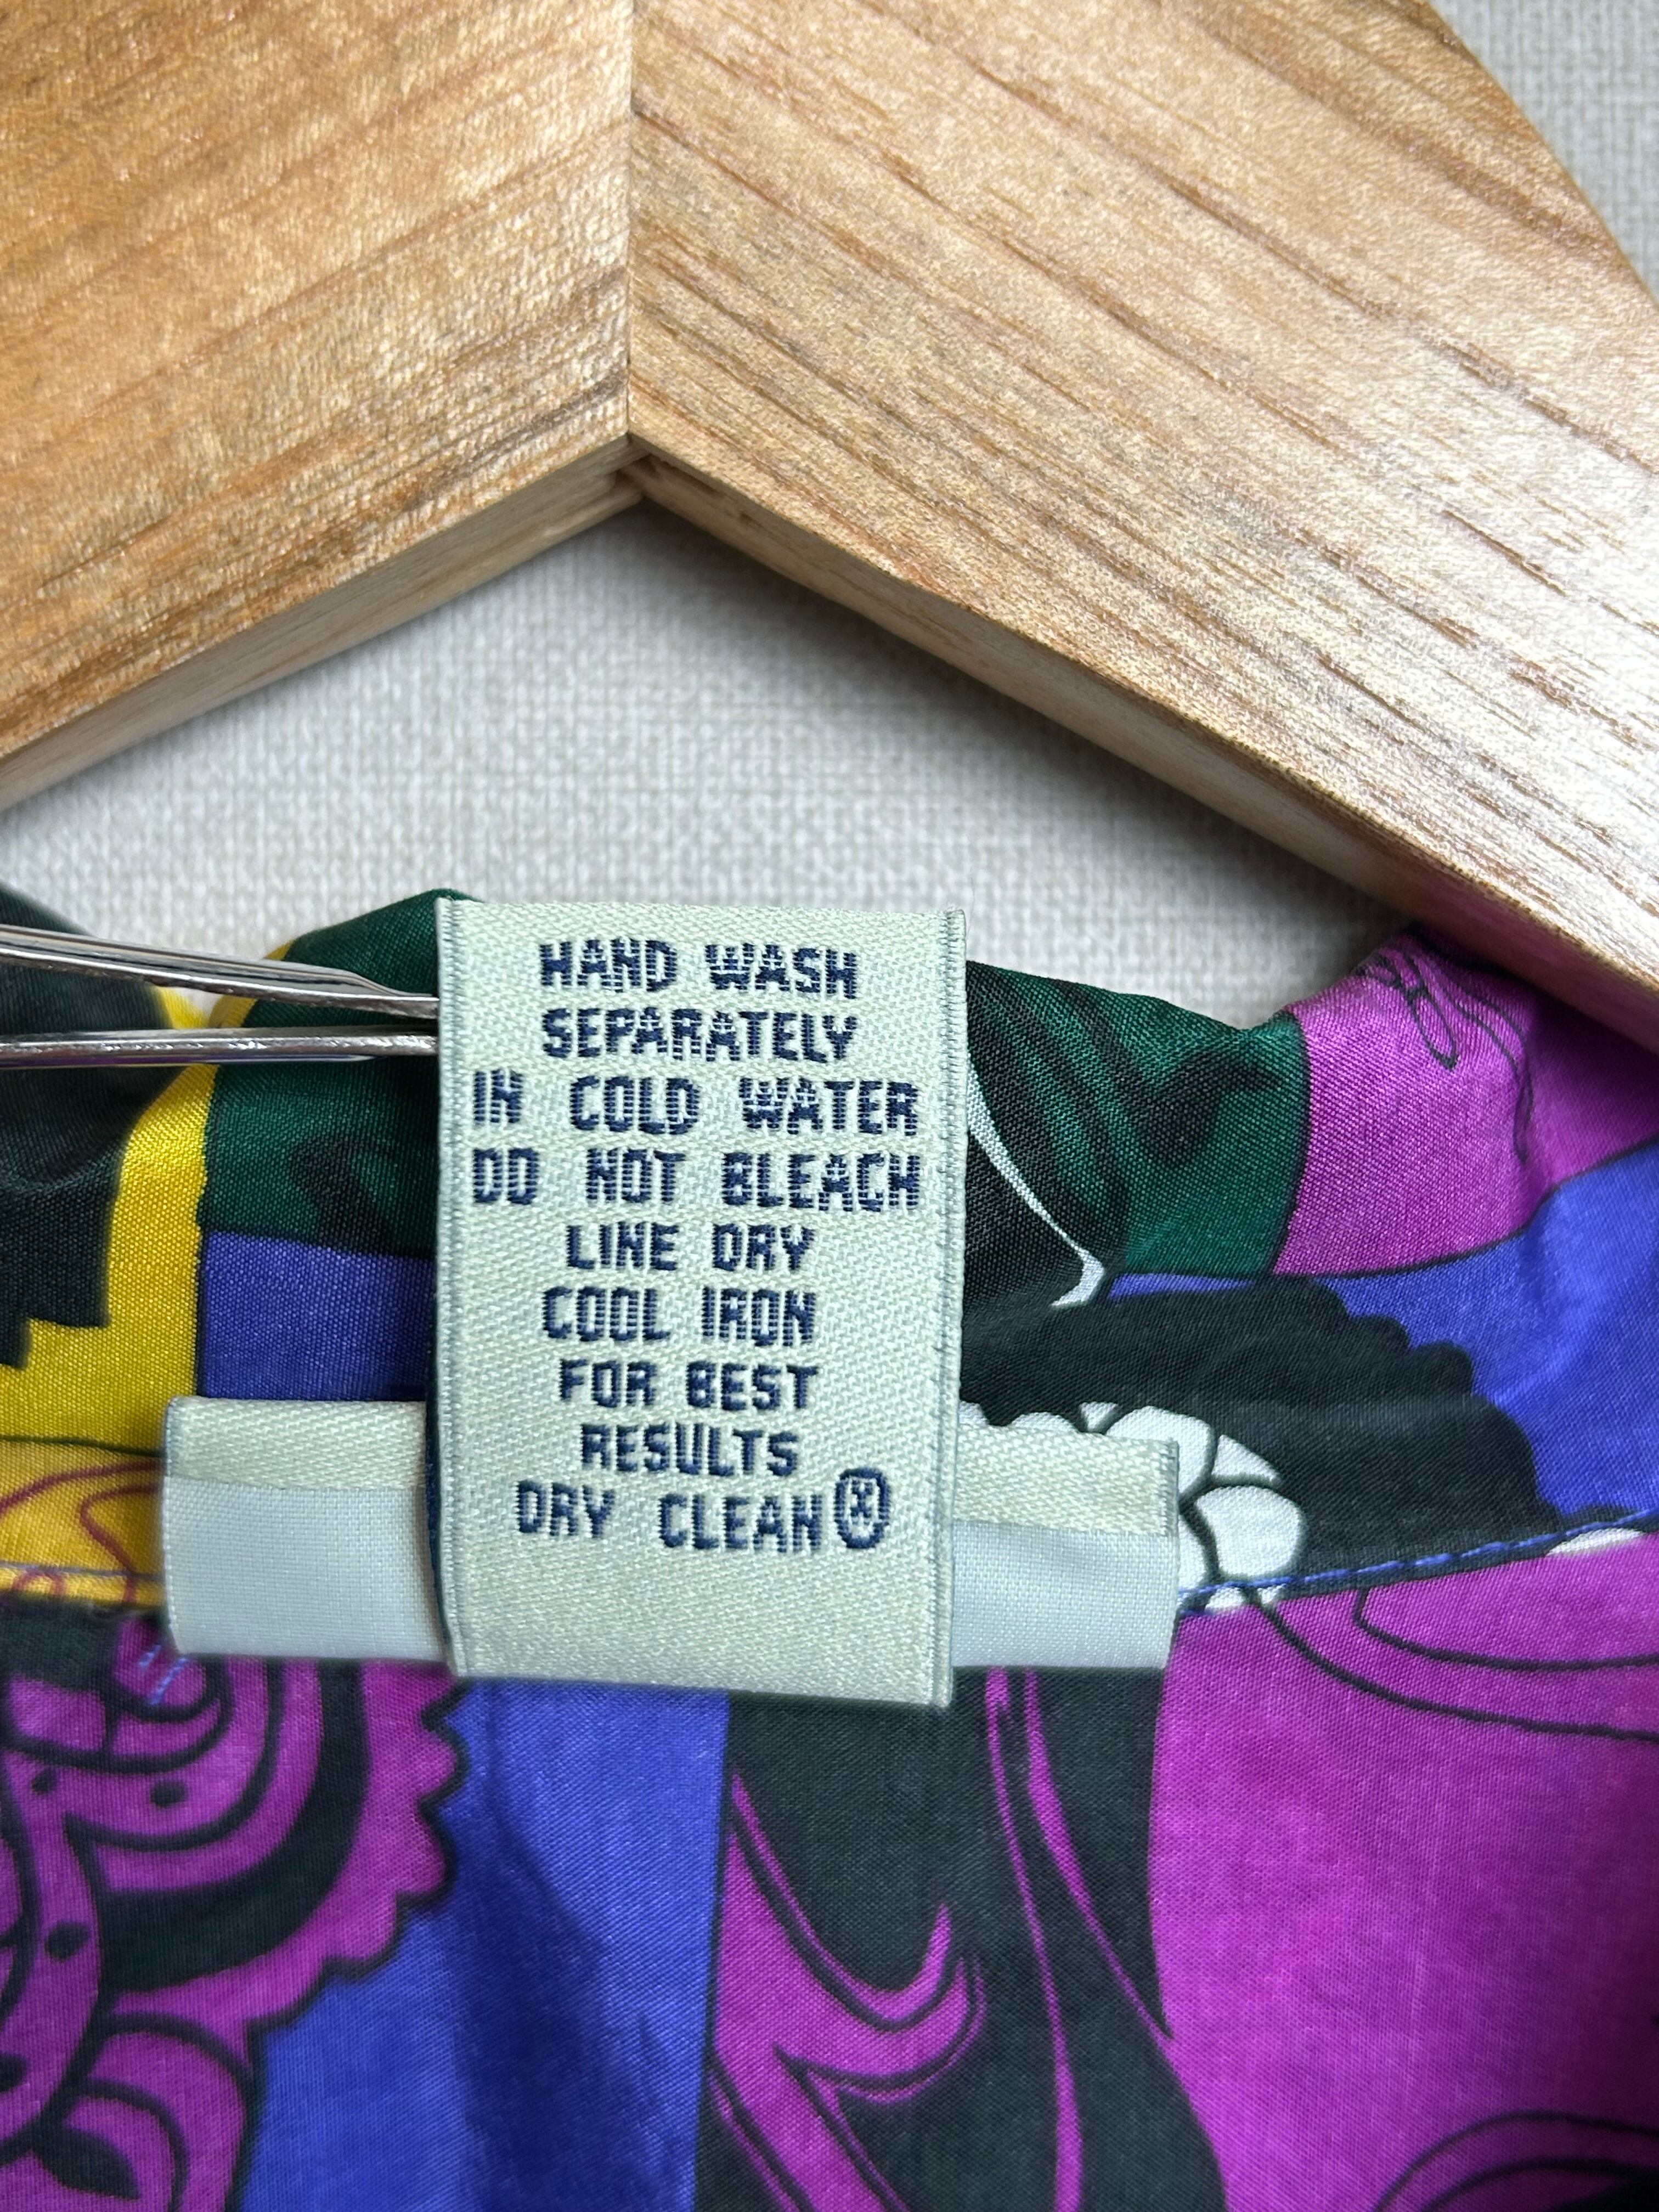 HAND WASH
SEPARATELY
IN COLD WATER
DO NOT BLEACH
LINE DRY
COOL IRON
FOR BEST
RESULTS
DRY CLEAN Ⓧ